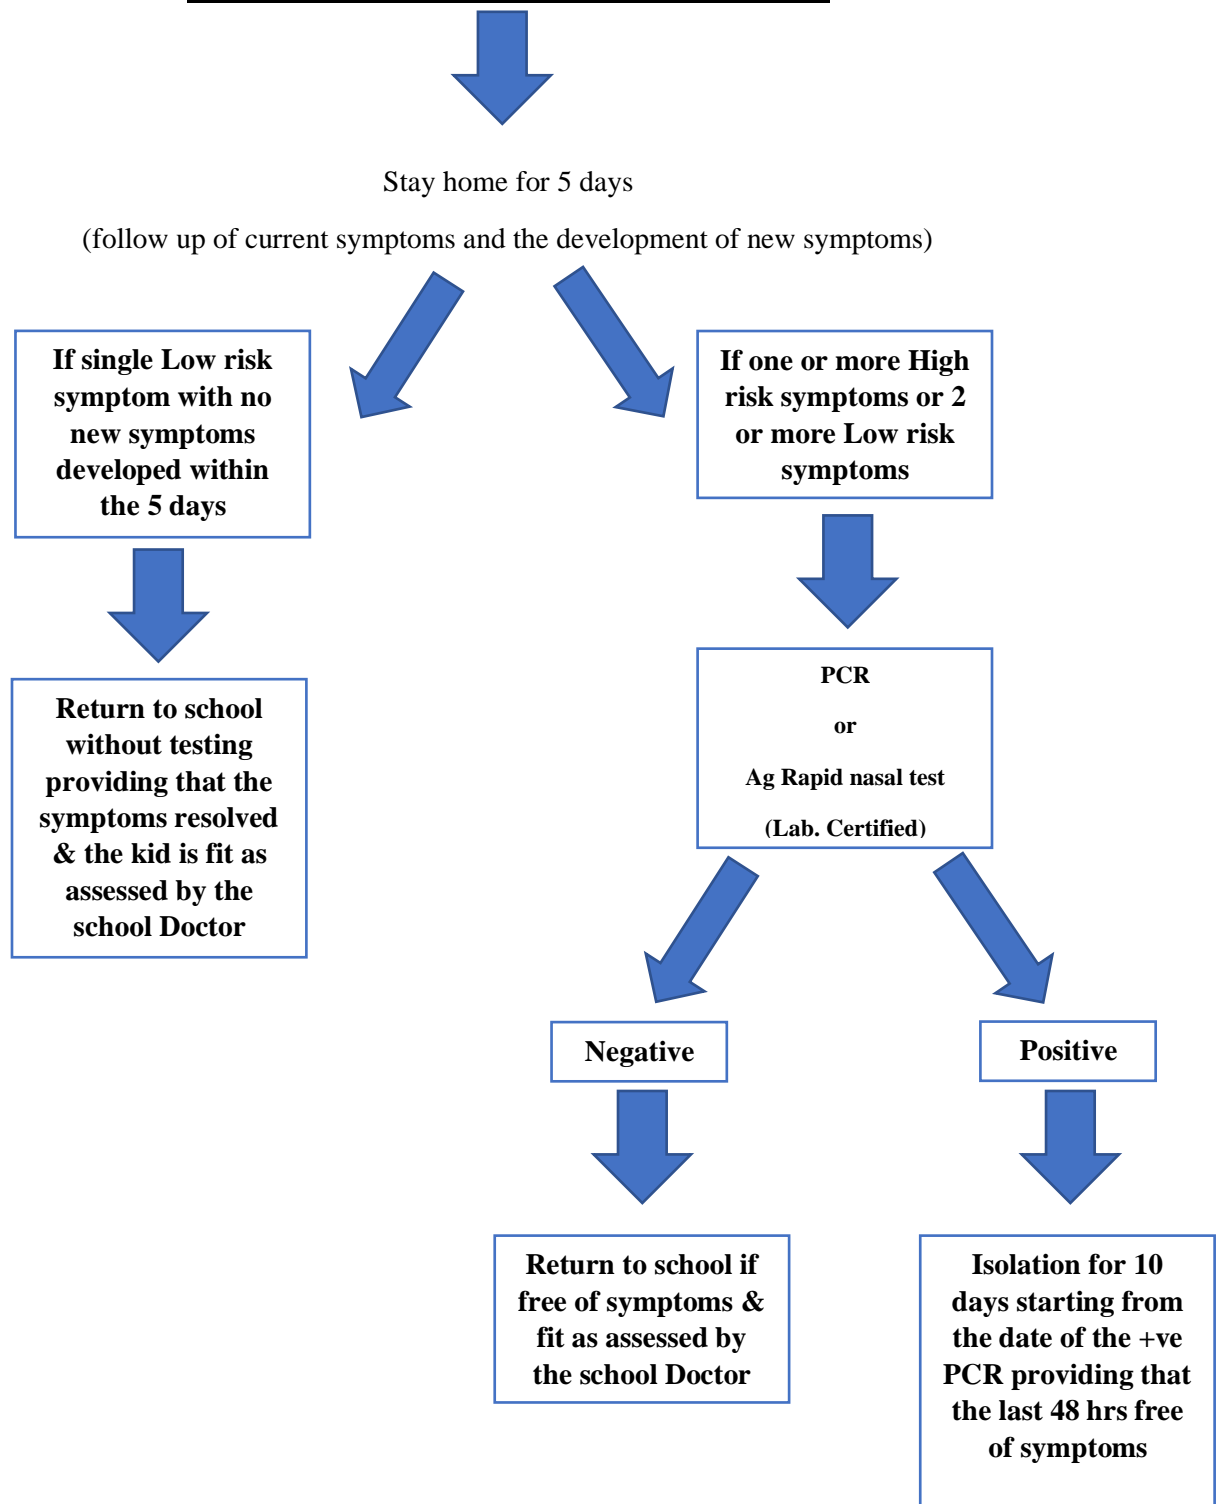 Stay home for 5 days
(follow up of current symptoms and the development of new symptoms)
If single Low risk
symptom with no
new symptoms
developed within
the 5 days
If one or more High
risk symptoms or 2
or more Low risk
symptoms
Return to school
without testing
providing that the
symptoms resolved
& the kid is fit as
assessed by the
school Doctor
PCR
or
Ag Rapid nasal test
(Lab. Certified)
Negative
Positive
Return to school if
free of symptoms &
fit as assessed by
the school Doctor
Isolation for 10
days starting from
the date of the +ve
PCR providing that
the last 48 hrs free
of symptoms